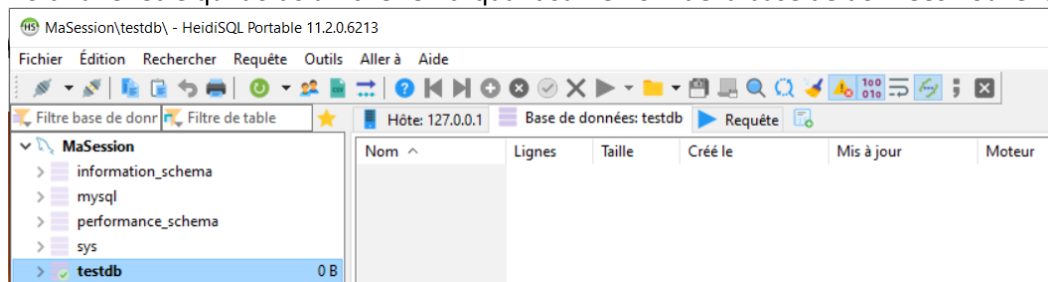 MaSession\testdb\ - HeidiSQL Portable 11.2.0.6213
Fichier Édition Rechercher Requête Outils Aller à Aide
Filtre base de donr Filtre de table Hôte: 127.0.0.1 Base de données: testdb Requête
MaSession Nom Lignes Taille Créé le Mis à jour Moteur
information_schema
mysql
performance_schema
sys
testdb 0 B